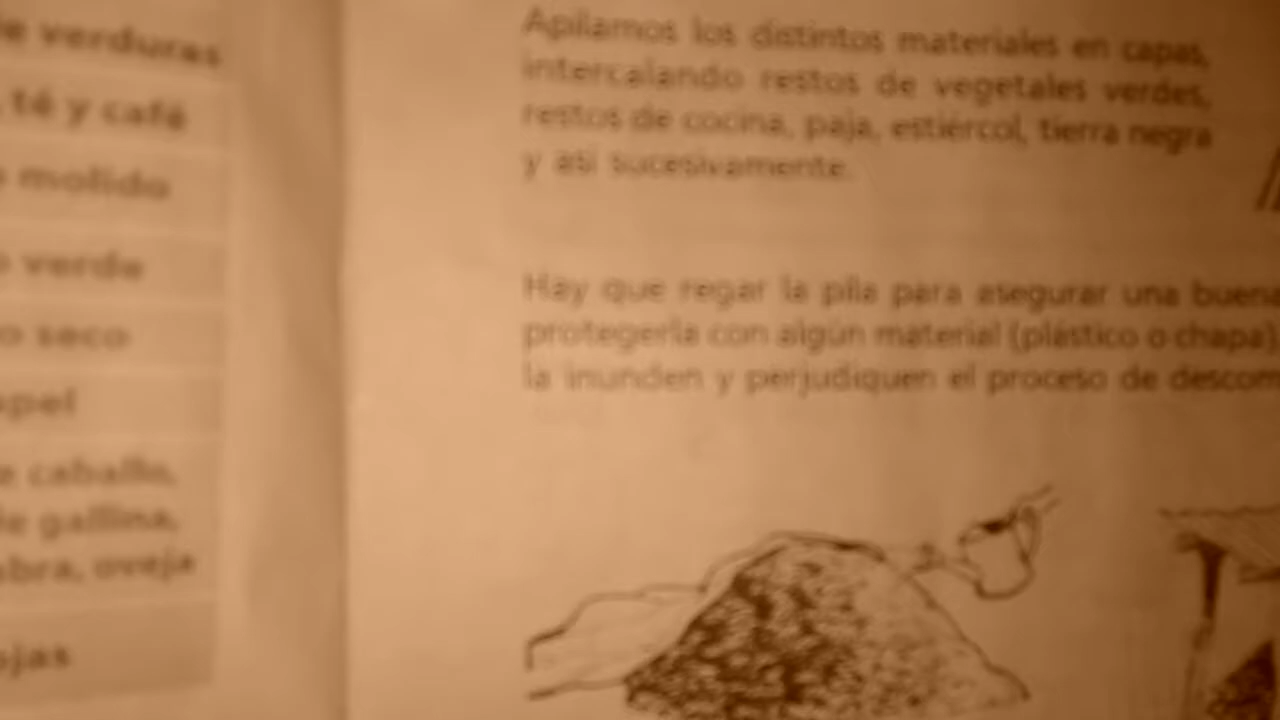 de verduras
, té y café
molido
verde
seco
caballo,
de gallina,
oveja
Apilamos los distintos materiales en capas,
intercalando restos de vegetales verdes,
restos de cocina, paja, estiércol, tierra negra
y así sucesivamente.
Hay que regar la pila para asegurar una buena
protegerla con algún material (plástico o chapa),
la inunden y perjudiquen el proceso de descom